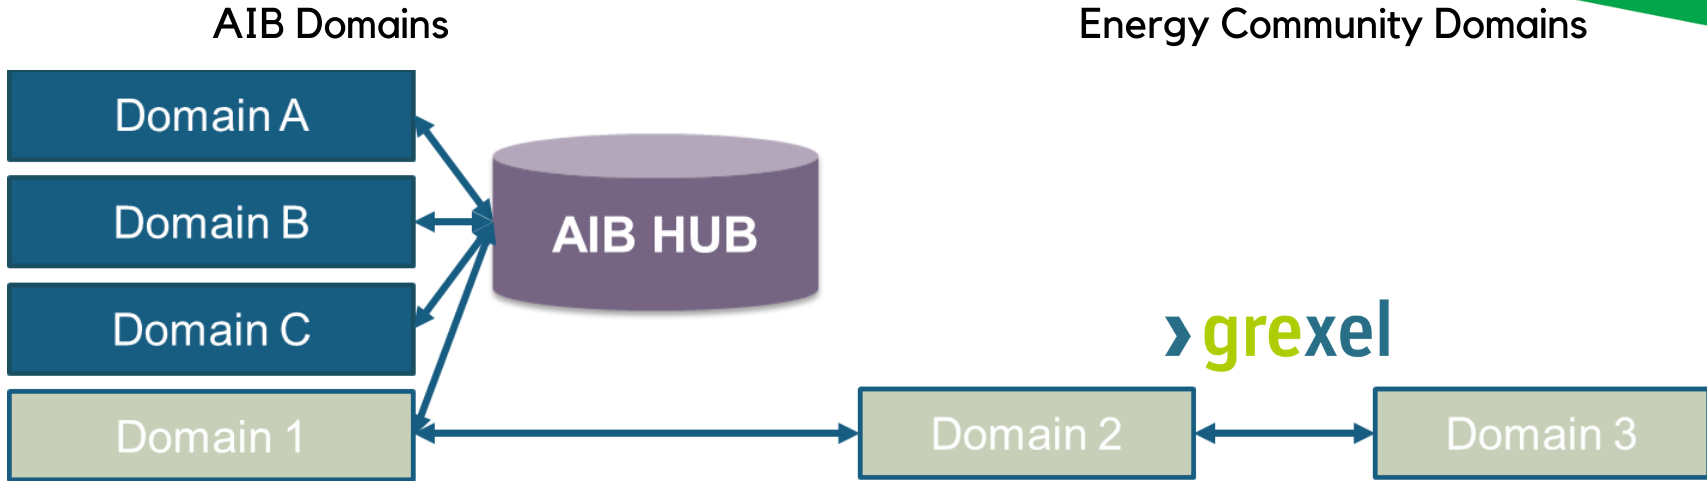 AIB Domains
Energy Community Domains
Domain A
Domain B
AIB HUB
Domain C
grexel
Domain 1
Domain 2
Domain 3